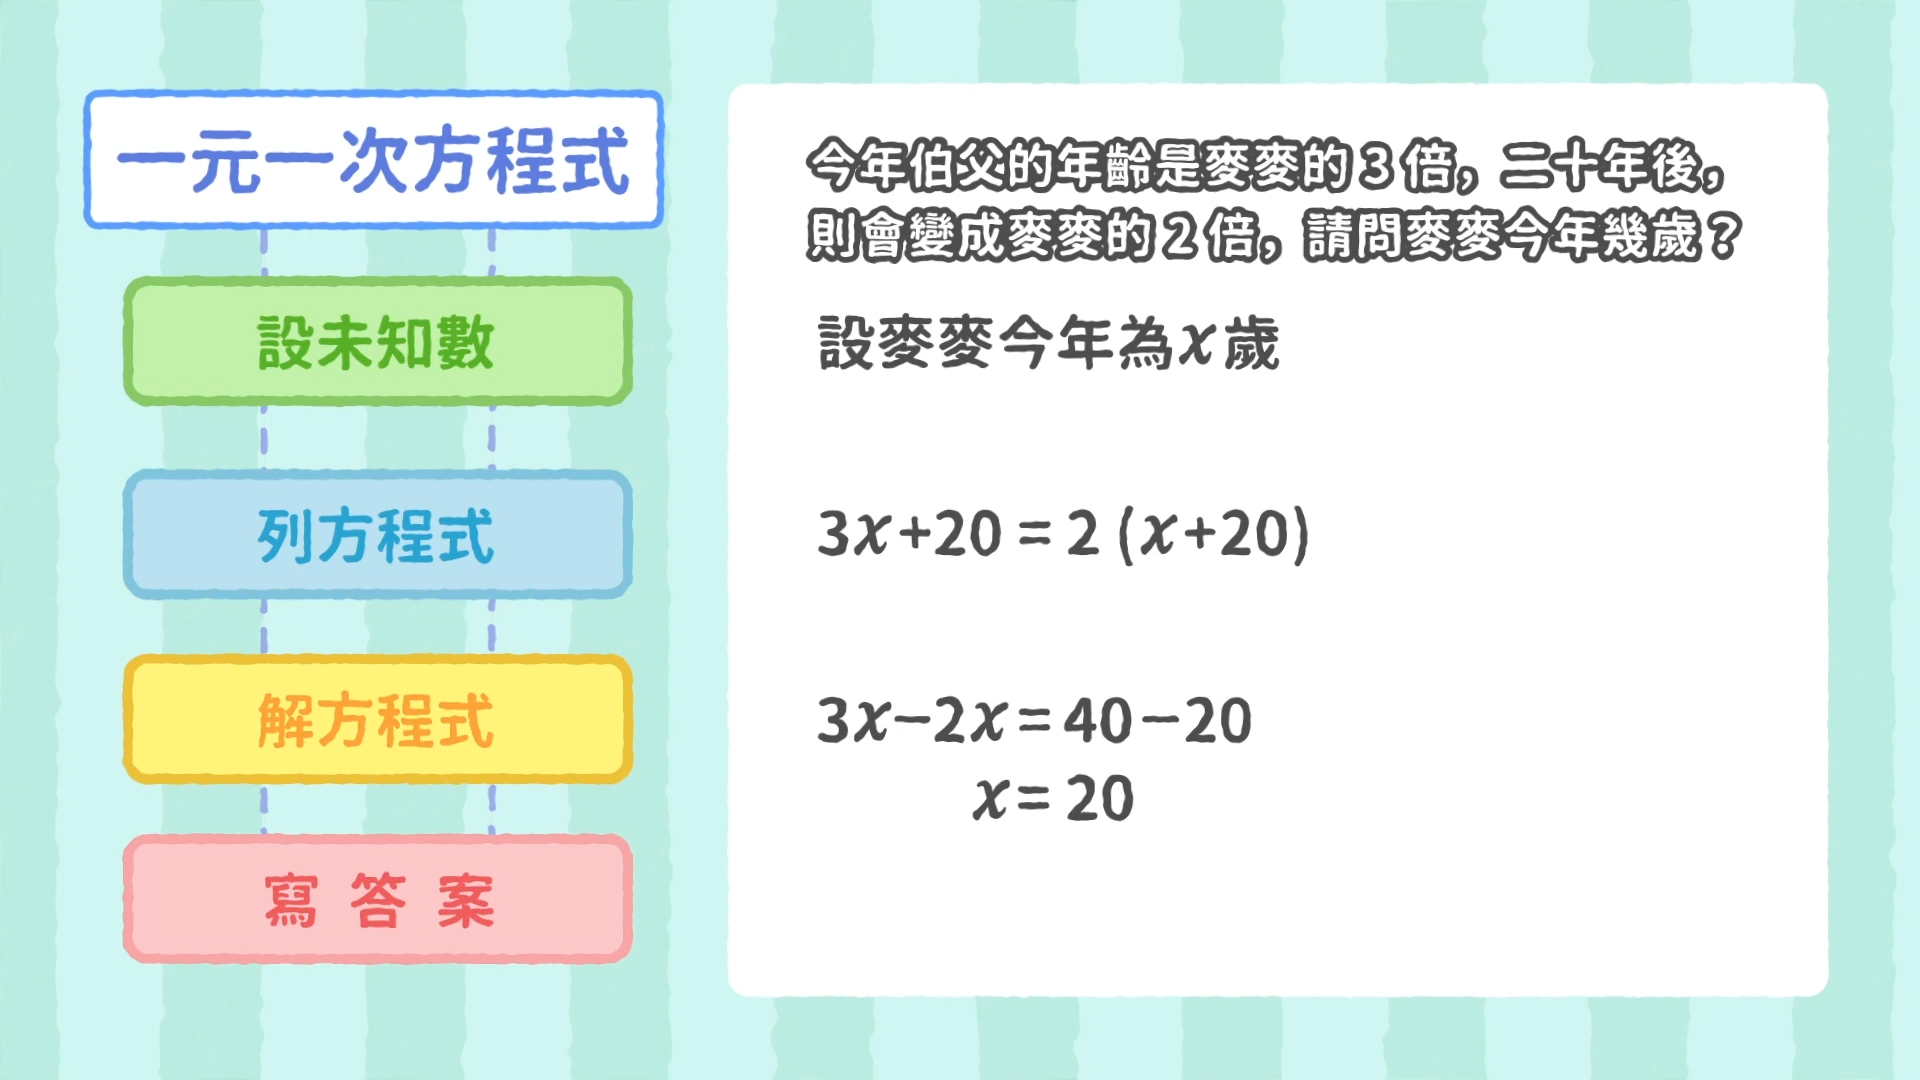 一元一次方程式
設未知數
列方程式
解方程式
寫答案
今年伯父的年齡是麥麥的3倍，二十年後，
則會變成麥麥的2倍，請問麥麥今年幾歲？
設麥麥今年為x歲
3x+20=2(x+20)
3x−2x=40−20
x=20